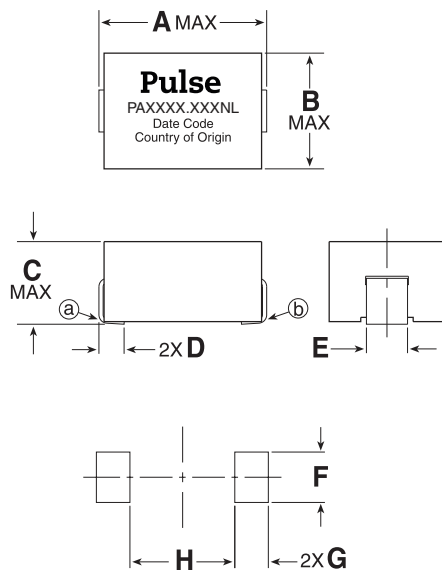 A MAX
Pulse
PAXXXX.XXXNL
Date Code
Country of Origin
B
MAX
C
MAX
a
b
2X D
E
F
H
2X G